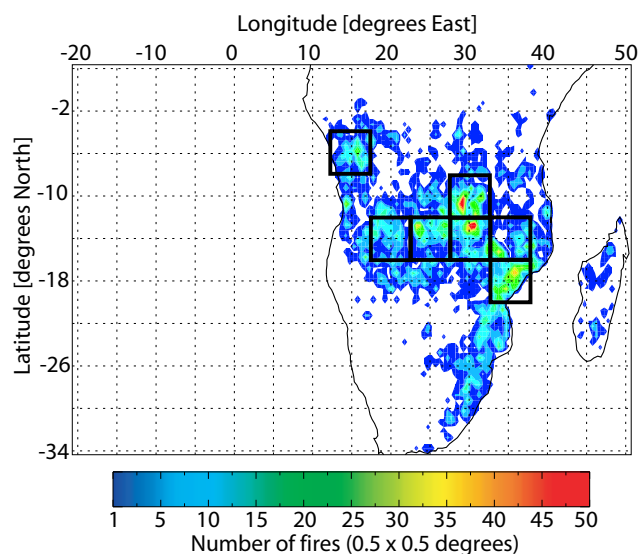 Longitude [degrees East]
-20 -10 0 10 20 30 40 50
Latitude [degrees North]
-2
-10
-18
-26
-34
1 5 10 15 20 25 30 35 40 45 50
Number of fires (0.5 x 0.5 degrees)